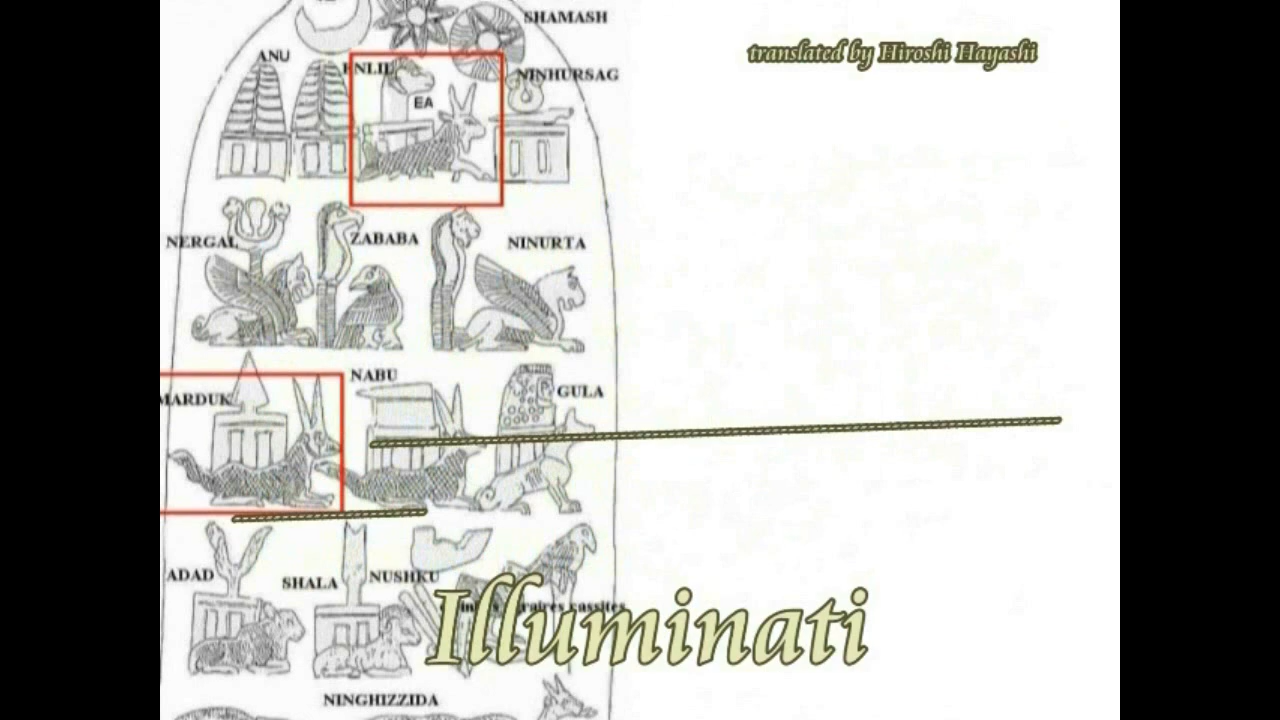 SHAMASH
translated by Hiroshi Hayashi
ANU
ENLIL
NINHURSAG
EA
NERGAL
ZABABA
NINURTA
MARDUK
NABU
GULA
ADAD
SHALA
NUSHKU
cassites
Illuminati
NINGHIZZIDA